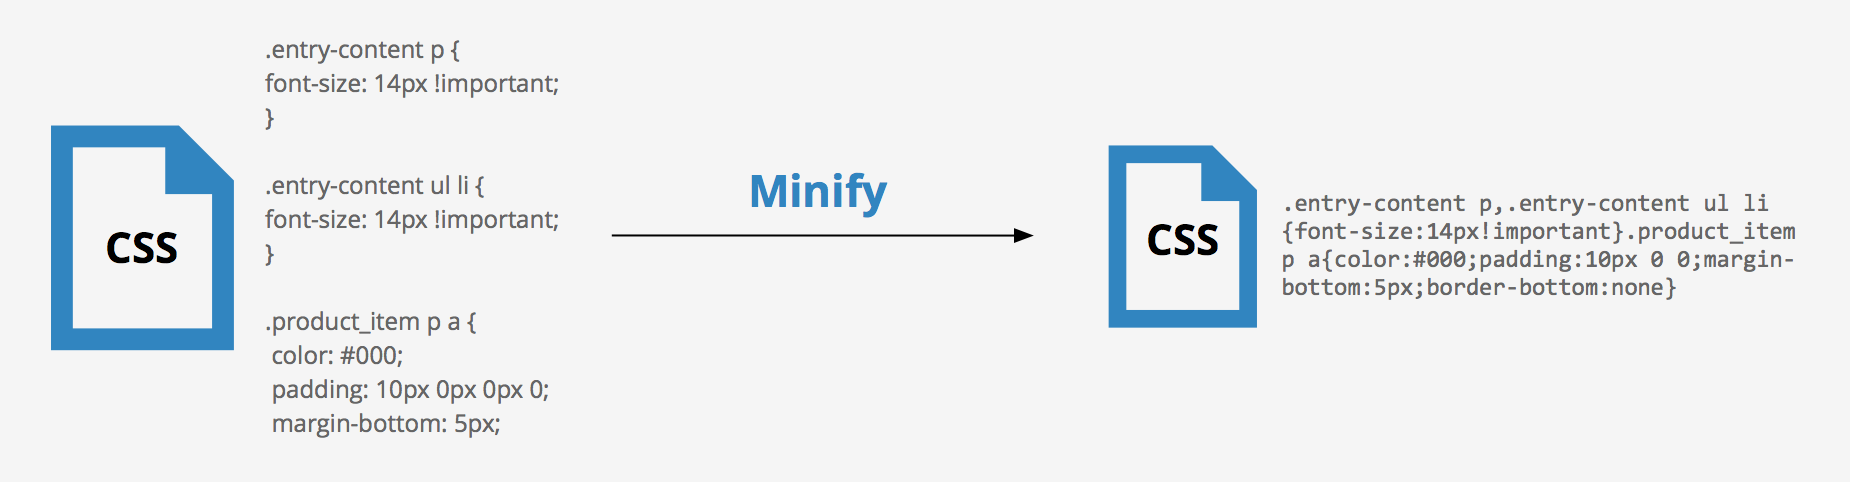 CSS
.entry-content p {
font-size: 14px !important;
}
.entry-content ul li {
font-size: 14px !important;
}
.product_item p a {
color: #000;
padding: 10px 0px 0px 0;
margin-bottom: 5px;
Minify
CSS
.entry-content p,.entry-content ul li
{font-size:14px!important}.product_item
p a{color:#000;padding:10px 0 0;margin-
bottom:5px;border-bottom:none}